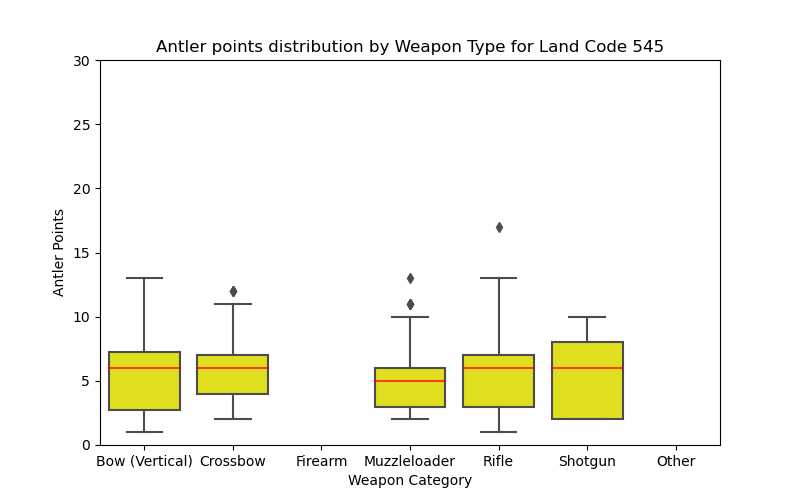 Antler points distribution by Weapon Type for Land Code 545
30
25
20
15
10
5
0
Antler Points
Bow (Vertical) Crossbow Firearm Muzzleloader Rifle Shotgun Other
Weapon Category